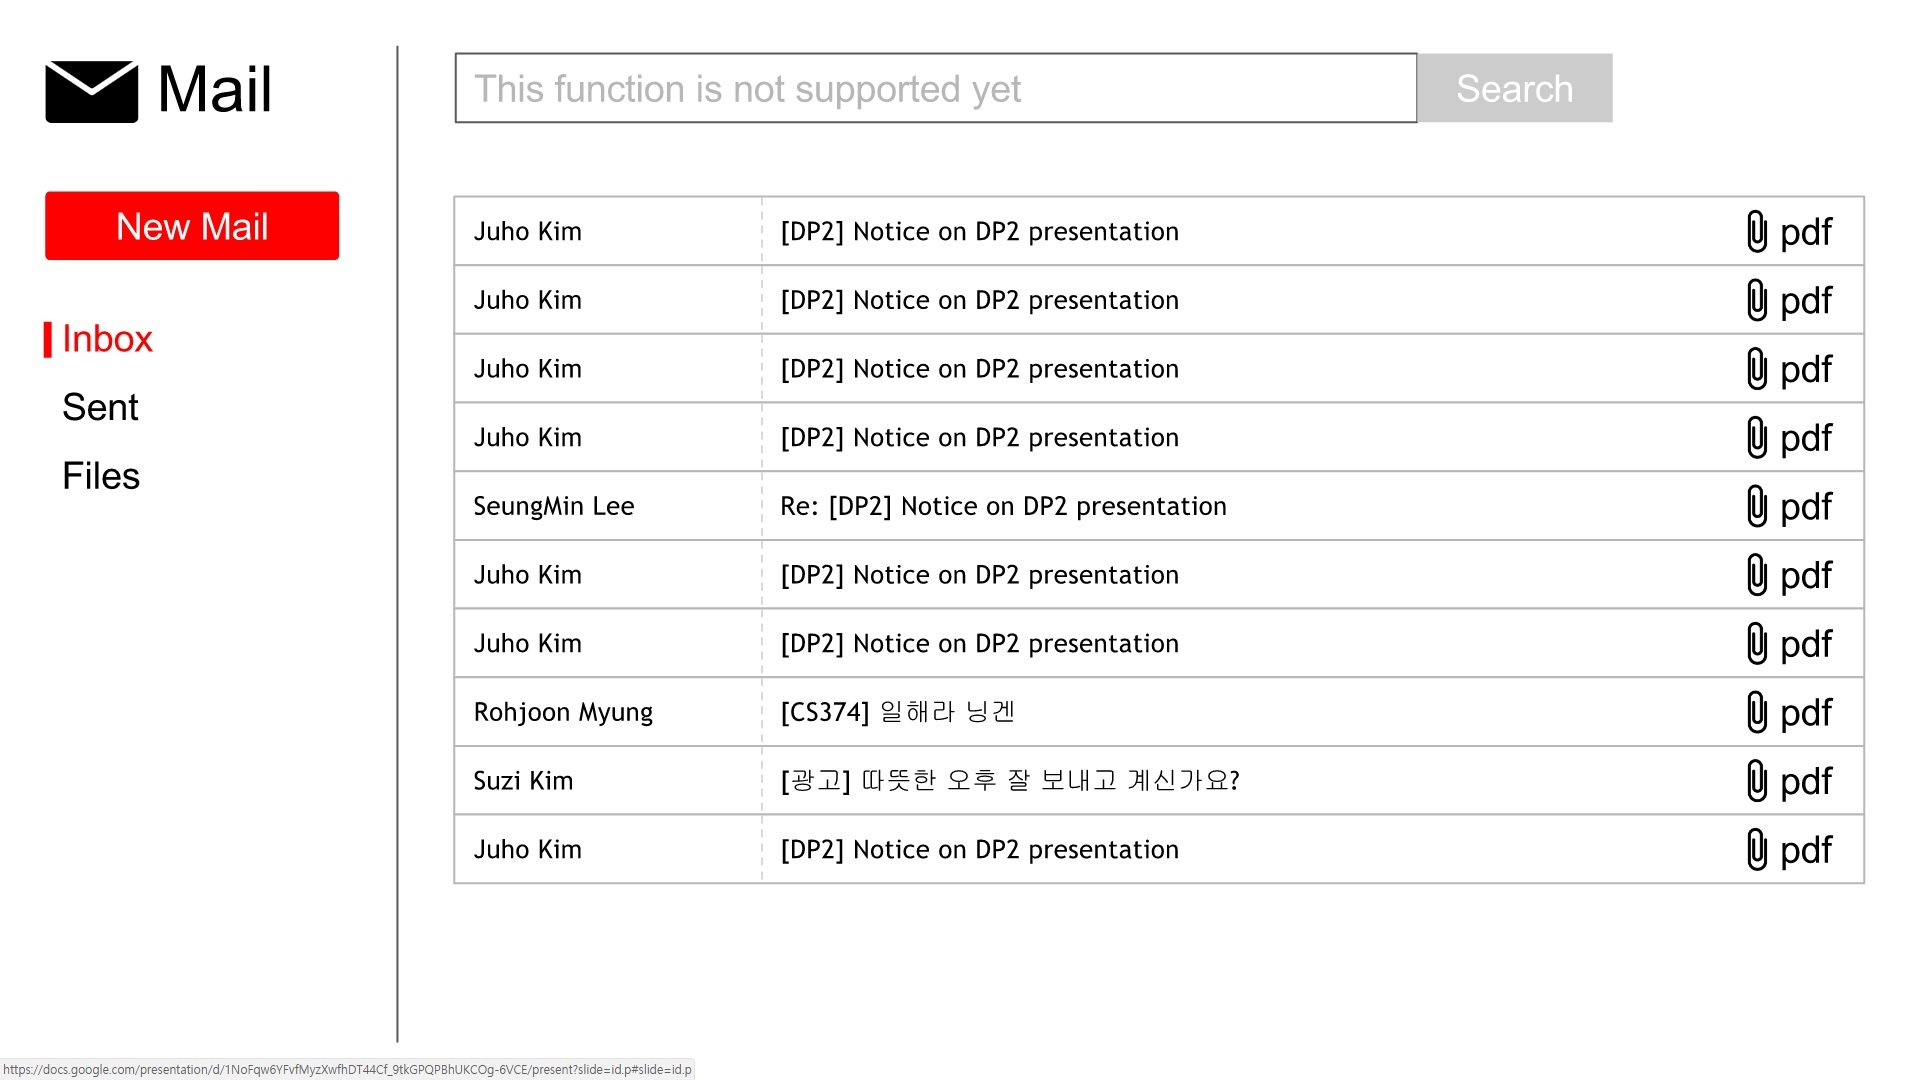 Mail
This function is not supported yet Search
New Mail
Inbox
Sent
Files
Juho Kim [DP2] Notice on DP2 presentation pdf
Juho Kim [DP2] Notice on DP2 presentation pdf
Juho Kim [DP2] Notice on DP2 presentation pdf
Juho Kim [DP2] Notice on DP2 presentation pdf
SeungMin Lee Re: [DP2] Notice on DP2 presentation pdf
Juho Kim [DP2] Notice on DP2 presentation pdf
Juho Kim [DP2] Notice on DP2 presentation pdf
Rohjoon Myung [CS374] 일해라 닝겐 pdf
Suzi Kim [광고] 따뜻한 오후 잘 보내고 계신가요? pdf
Juho Kim [DP2] Notice on DP2 presentation pdf
https://docs.google.com/presentation/d/1NoFqw6YFvfMyzXwfhDT44Cf_9tkGPQPBhUKCOg-6VCE/present?slide=id.p#slide=id.p